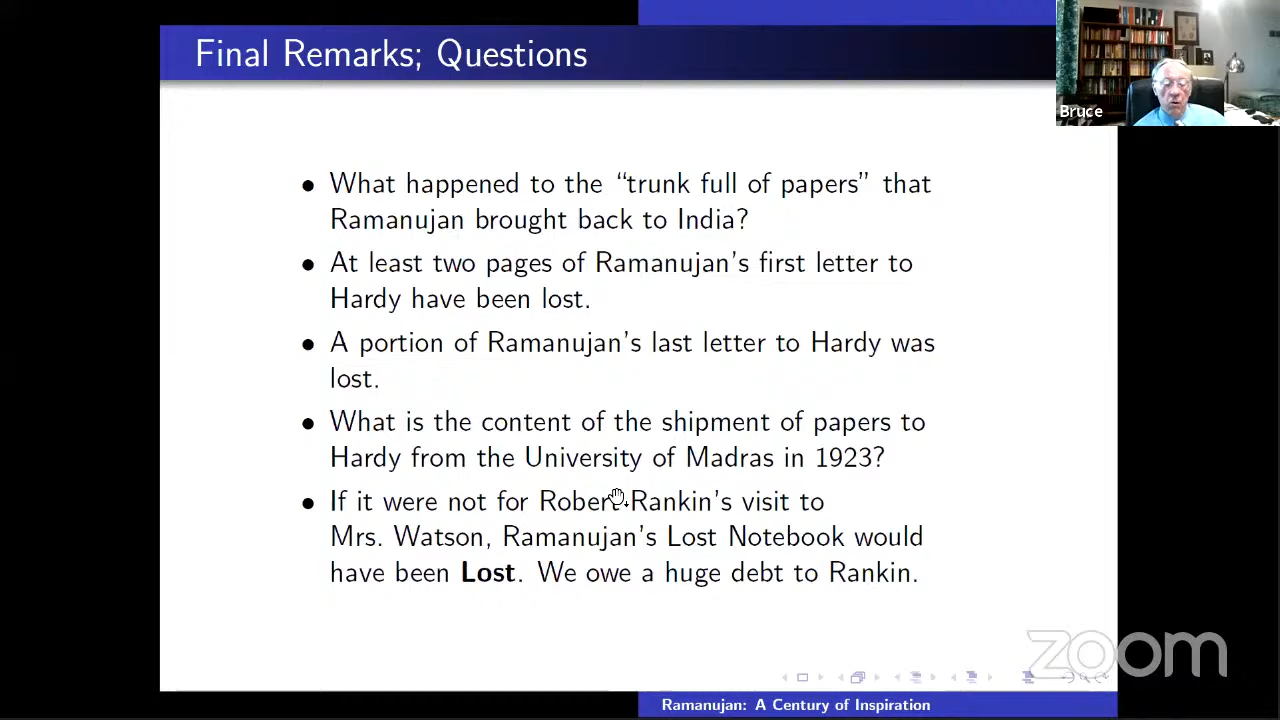 Final Remarks; Questions
Bruce
• What happened to the “trunk full of papers” that
Ramanujan brought back to India?
• At least two pages of Ramanujan’s first letter to
Hardy have been lost.
• A portion of Ramanujan’s last letter to Hardy was
lost.
• What is the content of the shipment of papers to
Hardy from the University of Madras in 1923?
• If it were not for Robert Rankin’s visit to
Mrs. Watson, Ramanujan’s Lost Notebook would
have been Lost. We owe a huge debt to Rankin.
zoom
Ramanujan: A Century of Inspiration